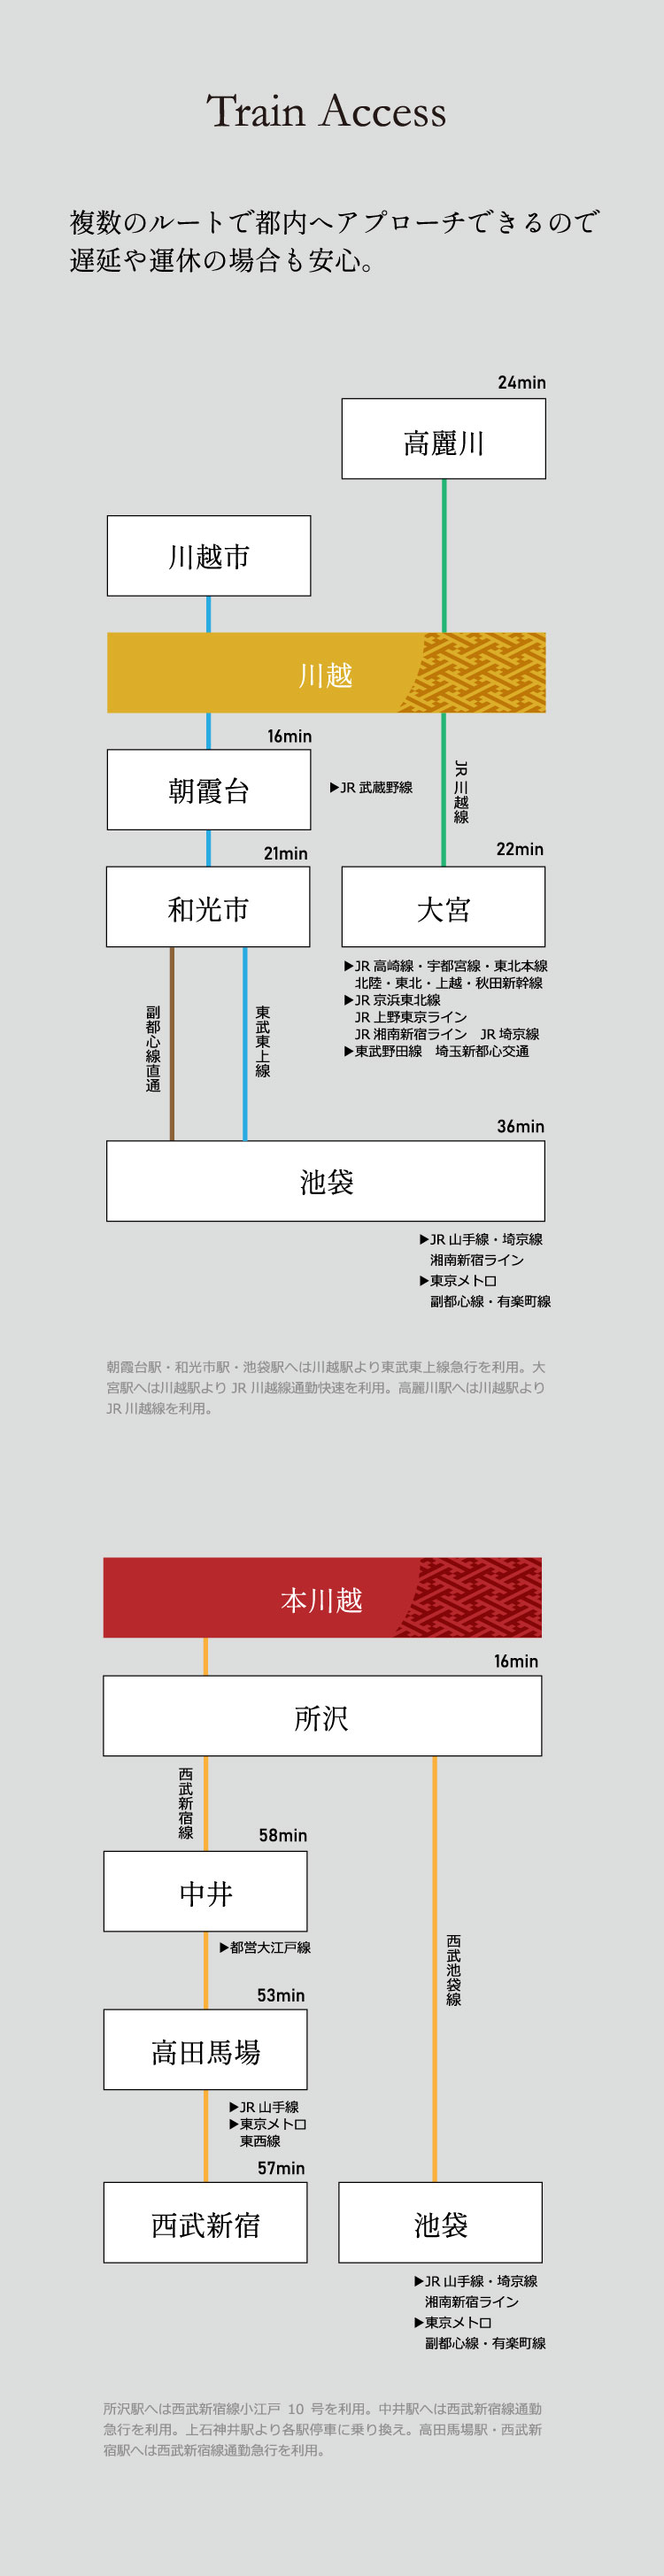 Train Access
複数のルートで都内へアプローチできるので
遅延や運休の場合も安心。
24min
高麗川
川越市
川越
16min
朝霞台
▶JR 武蔵野線
JR 川越線
21min
和光市
22min
大宮
▶JR 高崎線・宇都宮線・東北本線
北陸・東北・上越・秋田新幹線
▶JR 京浜東北線
JR 上野東京ライン
JR 湘南新宿ライン　JR 埼京線
▶東武野田線　埼玉新都心交通
副都心線直通
東武東上線
36min
池袋
▶JR 山手線・埼京線
湘南新宿ライン
▶東京メトロ
副都心線・有楽町線
朝霞台駅・和光市駅・池袋駅へは川越駅より東武東上線急行を利用。大
宮駅へは川越駅より JR 川越線通勤快速を利用。高麗川駅へは川越駅より
JR 川越線を利用。
本川越
16min
所沢
西武新宿線
58min
中井
▶都営大江戸線
西武池袋線
53min
高田馬場
▶JR 山手線
▶東京メトロ
東西線
57min
西武新宿
池袋
▶JR 山手線・埼京線
湘南新宿ライン
▶東京メトロ
副都心線・有楽町線
所沢駅へは西武新宿線小江戸 10 号を利用。中井駅へは西武新宿線通勤
急行を利用。上石神井駅より各駅停車に乗り換え。高田馬場駅・西武新
宿駅へは西武新宿線通勤急行を利用。